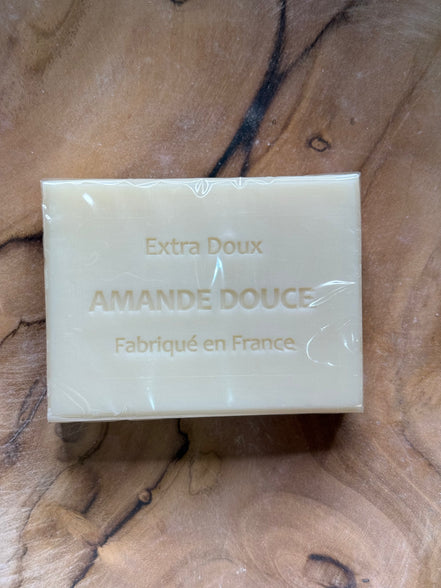 Extra Doux
AMANDE DOUCE
Fabriqué en France